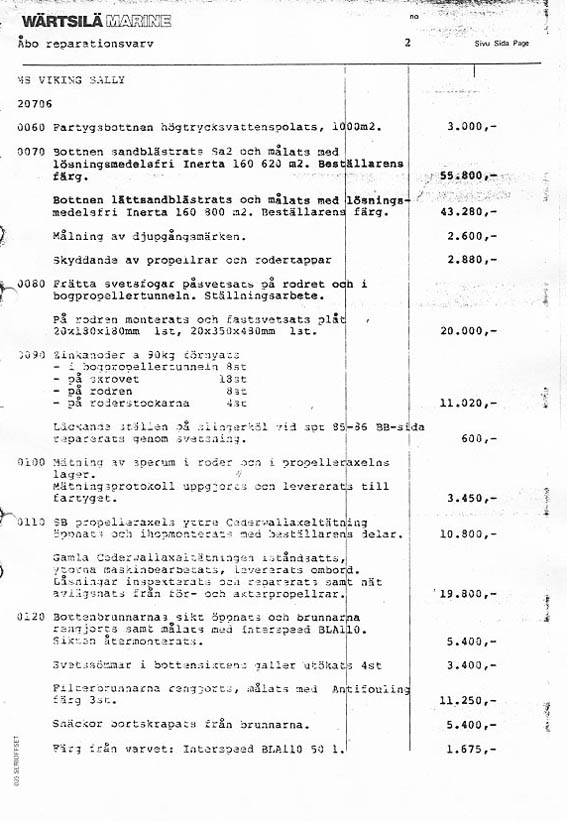 WÄRTSILÄ MARINE
no
Åbo reparationsvarv 2 Sivu Sida Page
MS VIKING SALLY
20706
0060 Fartygsbottnen högtrycksvattenspolats, 1000m2. 3.000,-
0070 Bottnen sandblästrats Sa2 och målats med
lösningsmedelsfri Inerta 160 620 m2. Beställarens
färg. 55.800,-
Bottnen lättsandblästrats och målats med lösnings-
medelsfri Inerta 160 800 m2. Beställarens färg. 43.280,-
Målning av djupgångsmärken. 2.600,-
Skyddande av propellrar och rodertappar 2.880,-
0080 Frätta svetsfogar påsvetsats på rodret och i
bogpropellertunneln. Ställningsarbete.
På rodren monterats och fastsvetsats plåt
20x180x180mm 1st, 20x350x480mm 1st. 20.000,-
0090 Zinkanoder a 90kg förnyats
- i bogpropellertunneln 8st
- på skrovet 18st
- på rodren 8st
- på roderstockarna 4st 11.020,-
Läckande ställen på slingerköl vid spt 85-86 BB-sida
reparerats genom svetsning. 600,-
0100 Mätning av sperum i roder och i propelleraxelns
lager.
Mätningsprotokoll uppgjorts och levererats till
fartyget. 3.450,-
0110 SB propelleraxels yttre Cederwallaxeltätning
öppnats och ihopmonterats med beställarens delar. 10.800,-
Gamla Cederwallaxeltätningen iståndsatts,
ytorna maskinbearbetats, levererats ombord.
Låsningar inspekterats och reparerats samt nät
avlägsnats från för- och akterpropellrar. 19.800,-
0120 Bottenbrunnarnas sikt öppnats och brunnarna
rengjorts samt målats med Interspeed BLA110.
Sikten återmonterats. 5.400,-
Svetssömmar i bottensiktens galler utökats 4st 3.400,-
Filterbrunnarna rengjorts, målats med Antifouling
färg 3st. 11.250,-
Snäckor bortskrapats från brunnarna. 5.400,-
Färg från varvet: Interspeed BLA110 50 l. 1.675,-